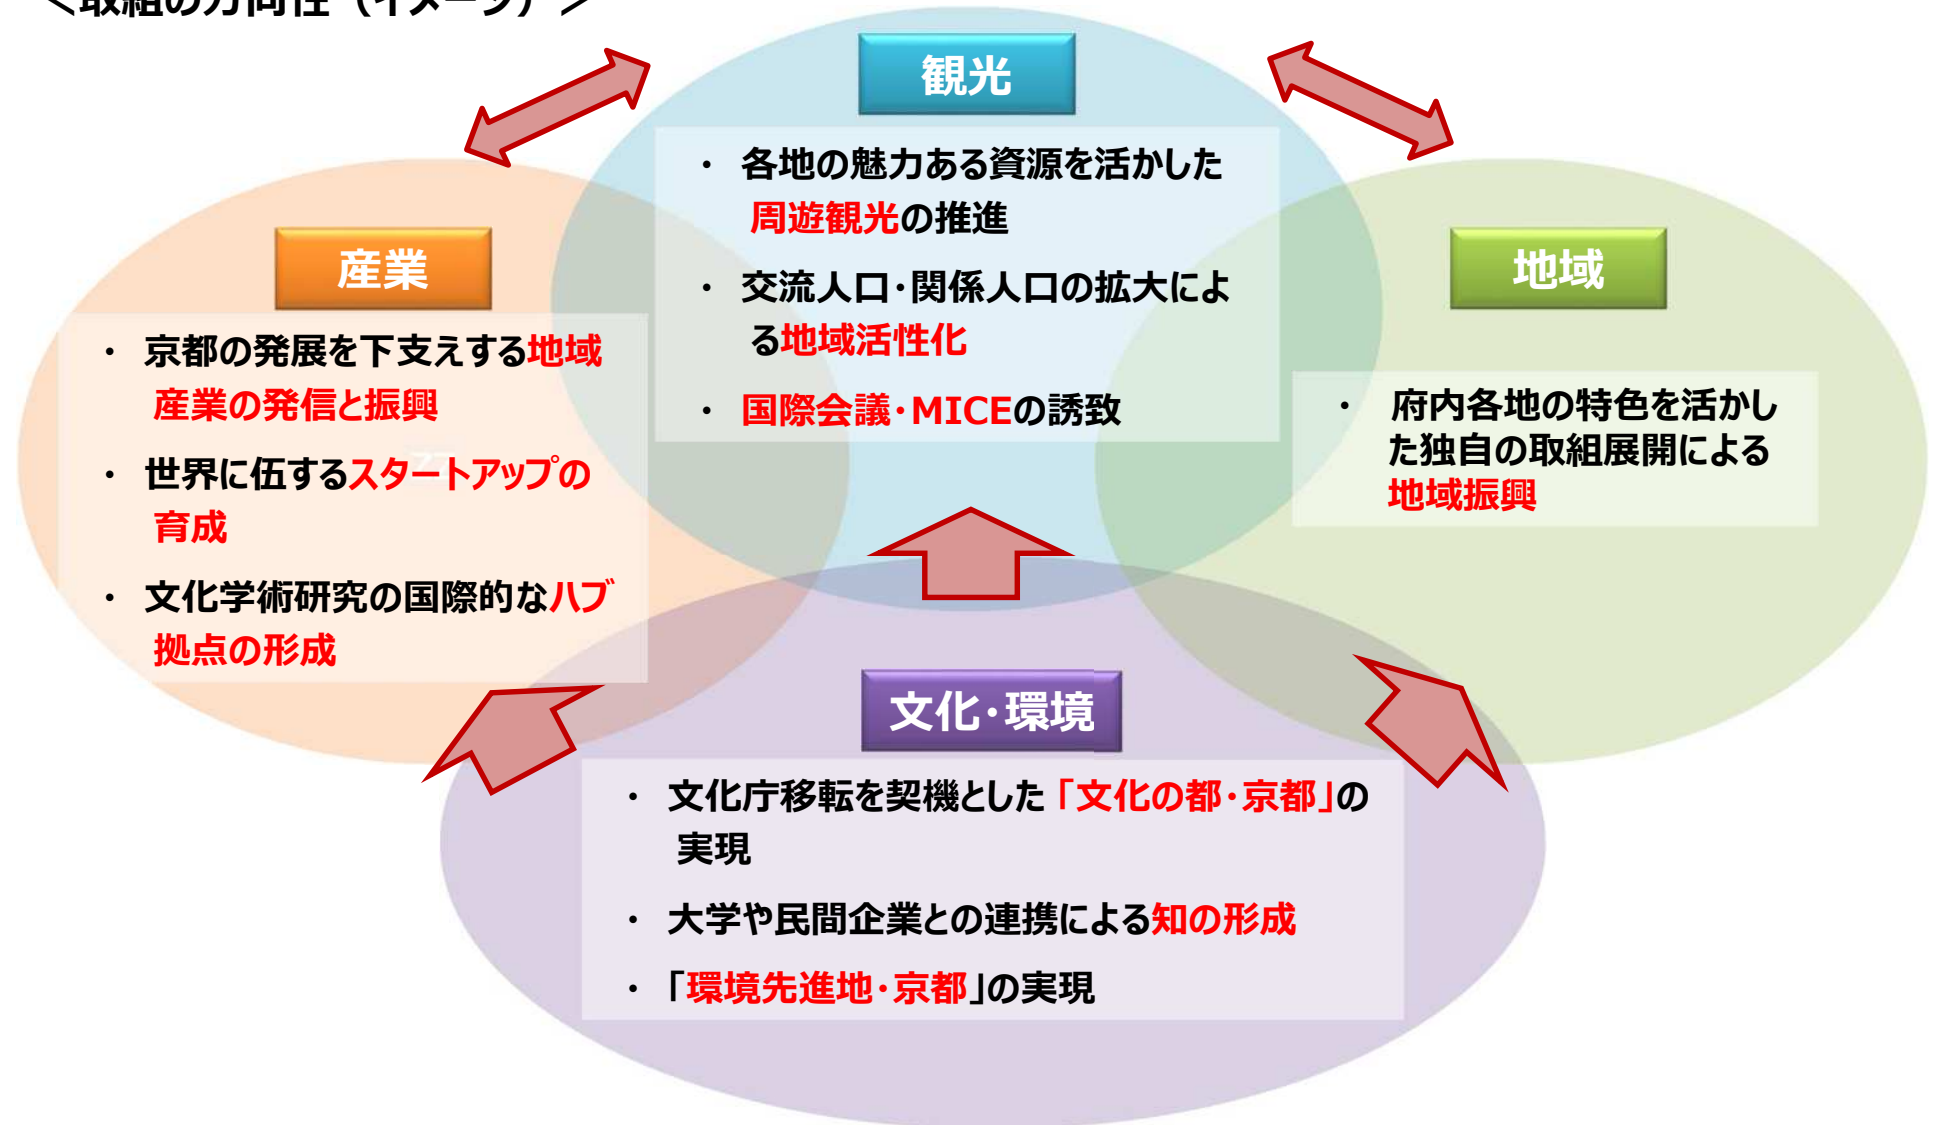 ＜取組の方向性（イメージ）＞
観光
・ 各地の魅力ある資源を活かした
周遊観光の推進
・ 交流人口・関係人口の拡大によ
る地域活性化
・ 国際会議・MICEの誘致
産業
・ 京都の発展を下支えする地域
産業の発信と振興
・ 世界に伍するスタートアップの
育成
・ 文化学術研究の国際的なハブ
拠点の形成
地域
・ 府内各地の特色を活かし
た独自の取組展開による
地域振興
文化・環境
・ 文化庁移転を契機とした「文化の都・京都」の
実現
・ 大学や民間企業との連携による知の形成
・ 「環境先進地・京都」の実現